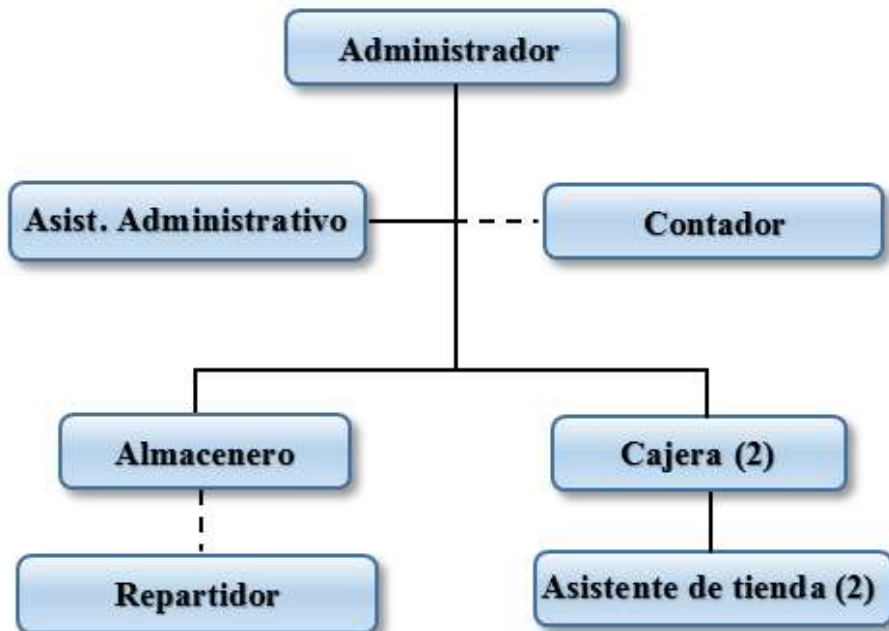 Administrador
Asist. Administrativo
Contador
Almacenero
Cajera (2)
Repartidor
Asistente de tienda (2)